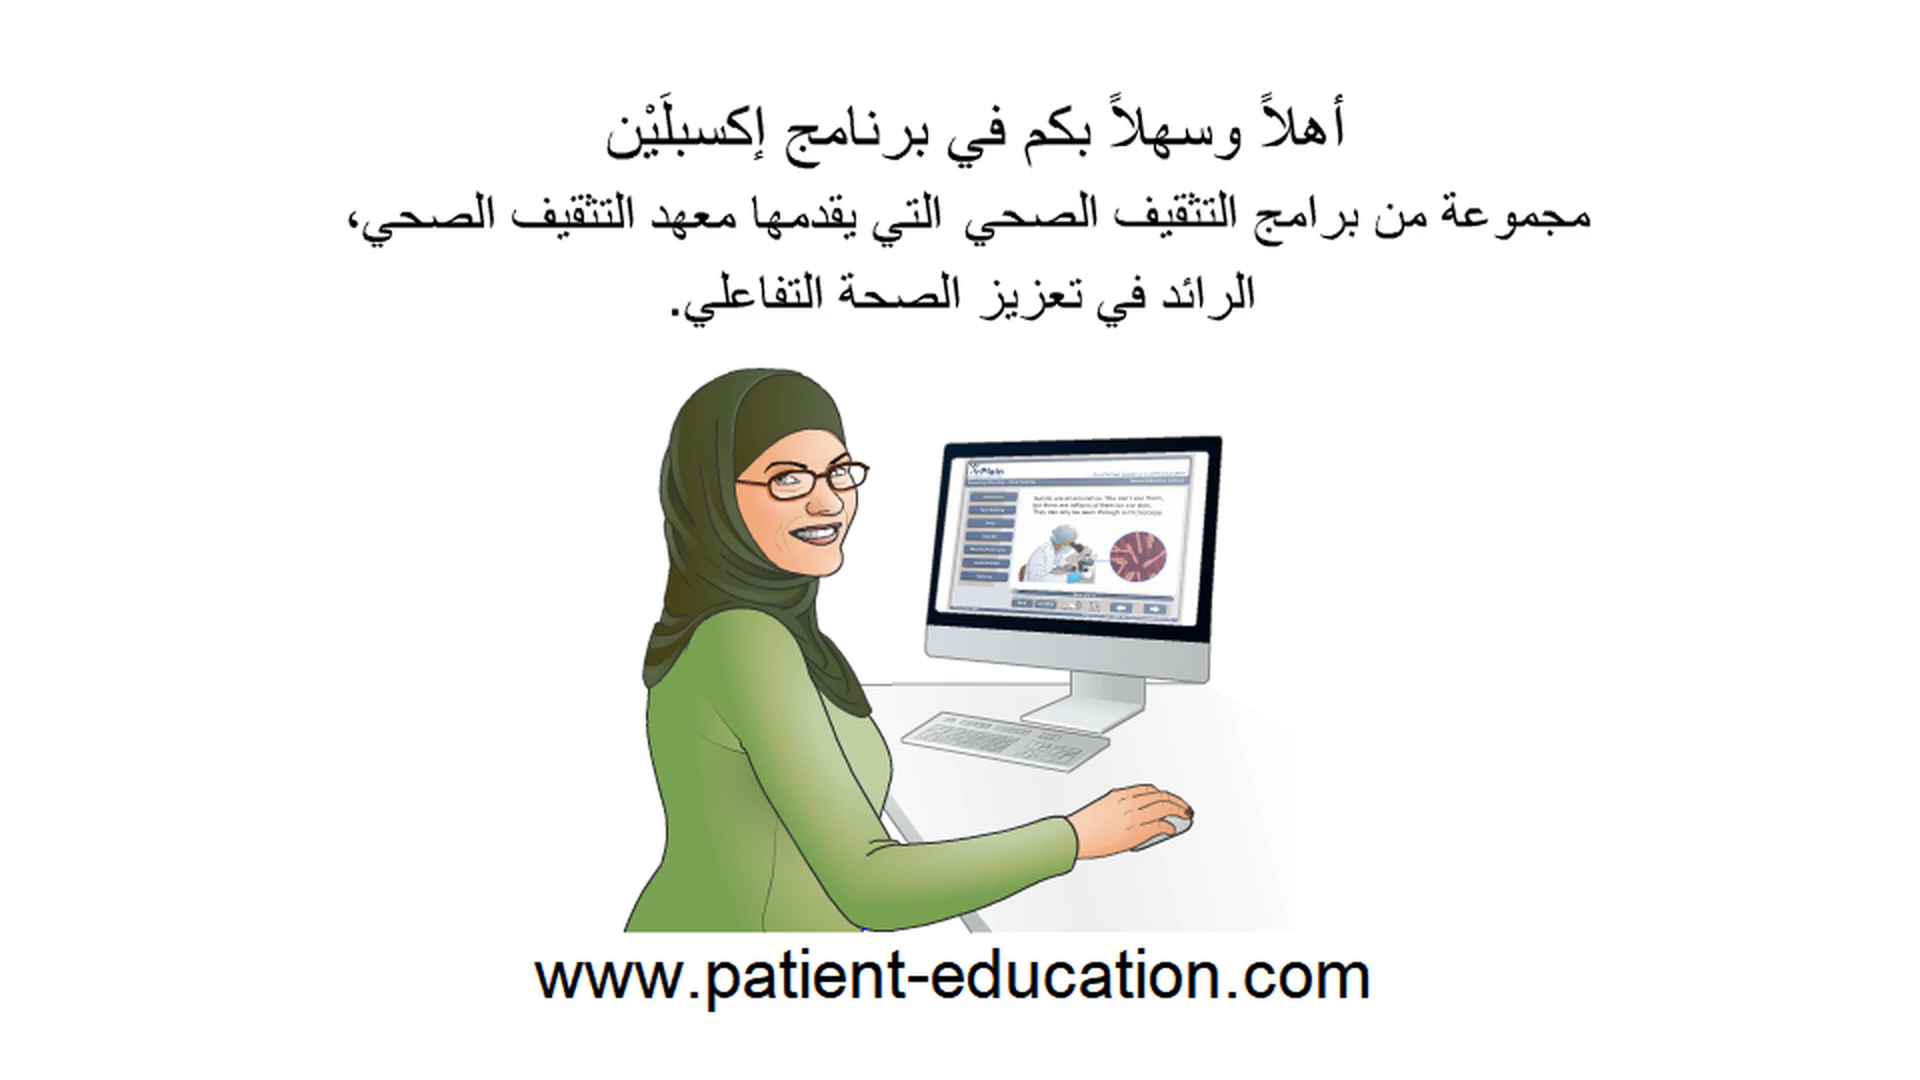 أهلاً وسهلاً بكم في برنامج إكسبلَيْن
مجموعة من برامج التثقيف الصحي التي يقدمها معهد التثقيف الصحي،
الرائد في تعزيز الصحة التفاعلي.
www.patient-education.com